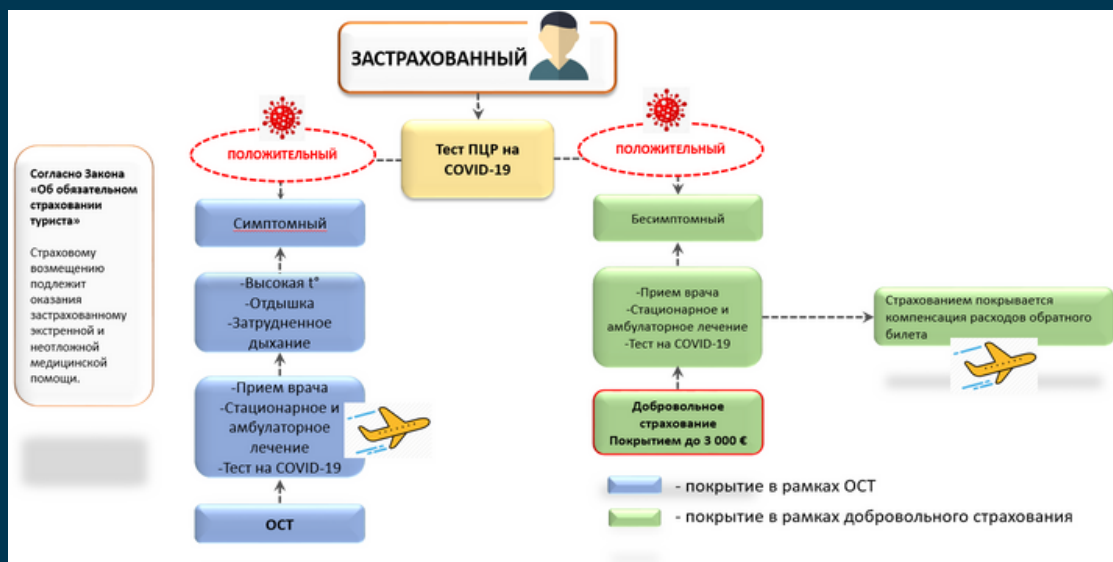 ЗАСТРАХОВАННЫЙ
Тест ПЦР на
COVID-19
ПОЛОЖИТЕЛЬНЫЙ
ПОЛОЖИТЕЛЬНЫЙ
Согласно Закона
«Об обязательном
страховании
туриста»
Страховому
возмещению
подлежит
оказания
застрахованному
экстренной и
неотложной
медицинской
помощи.
Симптомный
-Высокая t°
-Отдышка
-Затрудненное
дыхание
-Прием врача
-Стационарное и
амбулаторное
лечение
-Тест на COVID-19
ОСТ
Бесимптомный
-Прием врача
-Стационарное и
амбулаторное лечение
-Тест на COVID-19
Добровольное
страхование
Покрытием до 3 000 €
Страхованием покрывается
компенсация расходов обратного
билета
- покрытие в рамках ОСТ
- покрытие в рамках добровольного страхования